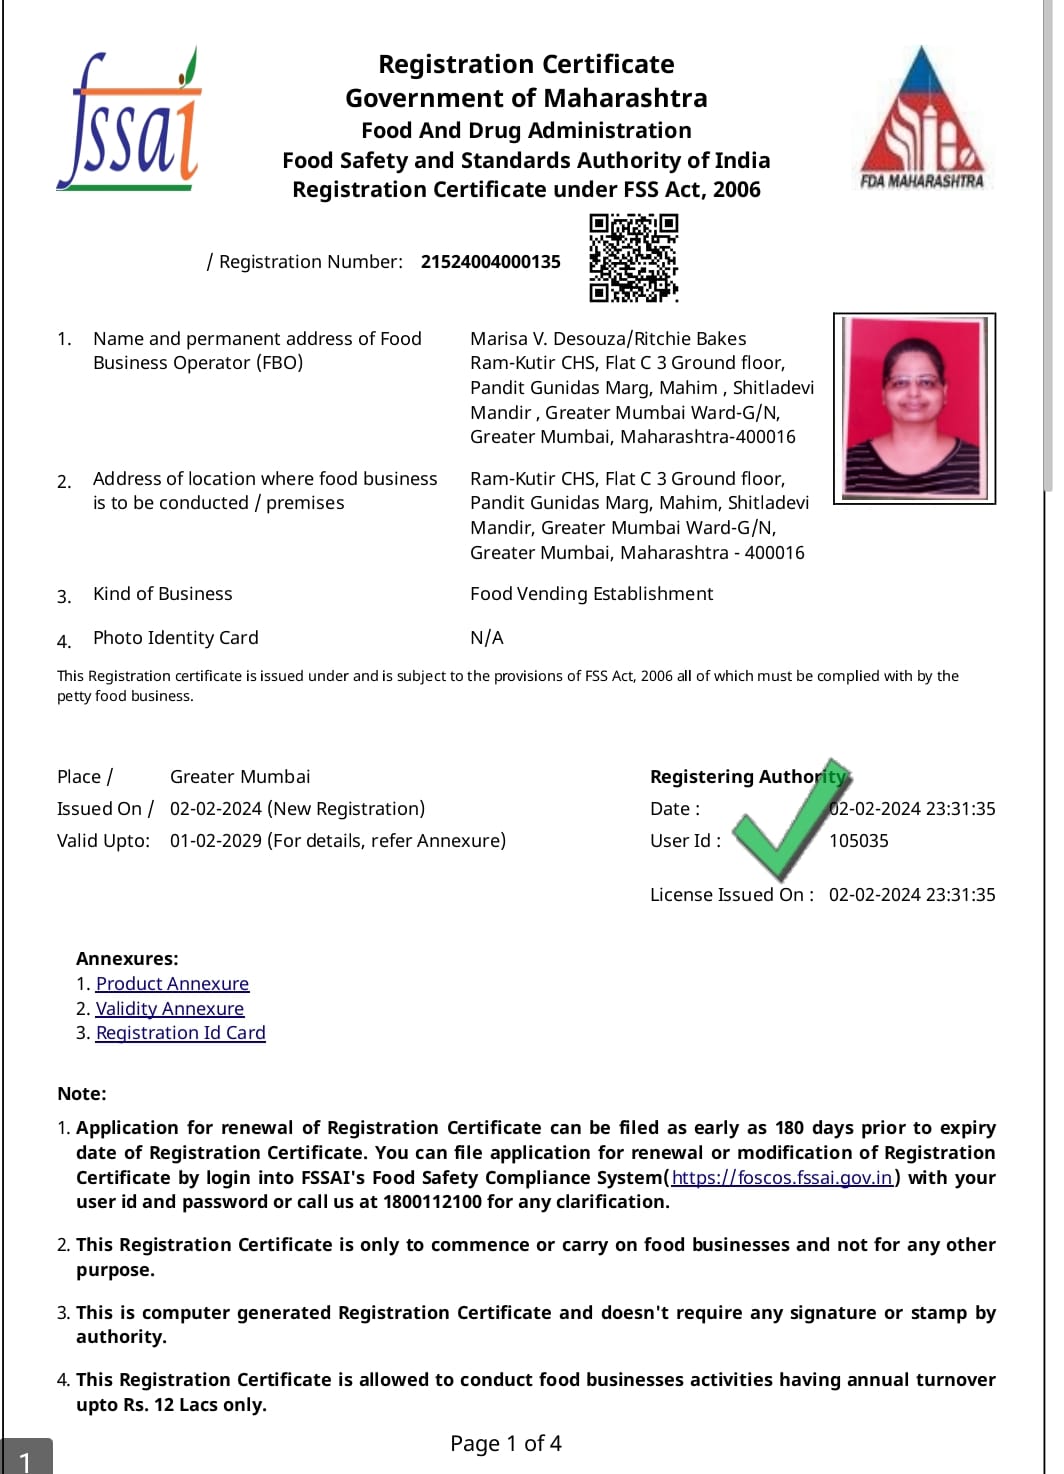 fssai
Registration Certificate
Government of Maharashtra
Food And Drug Administration
Food Safety and Standards Authority of India
Registration Certificate under FSS Act, 2006
FDA MAHARASHTRA
/ Registration Number: 21524004000135
1. Name and permanent address of Food
Business Operator (FBO)
Marisa V. Desouza/Ritchie Bakes
Ram-Kutir CHS, Flat C 3 Ground floor,
Pandit Gunidas Marg, Mahim , Shitladevi
Mandir , Greater Mumbai Ward-G/N,
Greater Mumbai, Maharashtra-400016
2. Address of location where food business
is to be conducted / premises
Ram-Kutir CHS, Flat C 3 Ground floor,
Pandit Gunidas Marg, Mahim, Shitladevi
Mandir, Greater Mumbai Ward-G/N,
Greater Mumbai, Maharashtra - 400016
3. Kind of Business Food Vending Establishment
4. Photo Identity Card N/A
This Registration certificate is issued under and is subject to the provisions of FSS Act, 2006 all of which must be complied with by the
petty food business.
Place / Greater Mumbai
Issued On / 02-02-2024 (New Registration)
Valid Upto: 01-02-2029 (For details, refer Annexure)
Registering Authority
Date : 02-02-2024 23:31:35
User Id : 105035
License Issued On : 02-02-2024 23:31:35
Annexures:
1. Product Annexure
2. Validity Annexure
3. Registration Id Card
Note:
1. Application for renewal of Registration Certificate can be filed as early as 180 days prior to expiry
date of Registration Certificate. You can file application for renewal or modification of Registration
Certificate by login into FSSAI's Food Safety Compliance System(https://foscos.fssai.gov.in) with your
user id and password or call us at 1800112100 for any clarification.
2. This Registration Certificate is only to commence or carry on food businesses and not for any other
purpose.
3. This is computer generated Registration Certificate and doesn't require any signature or stamp by
authority.
4. This Registration Certificate is allowed to conduct food businesses activities having annual turnover
upto Rs. 12 Lacs only.
Page 1 of 4
1